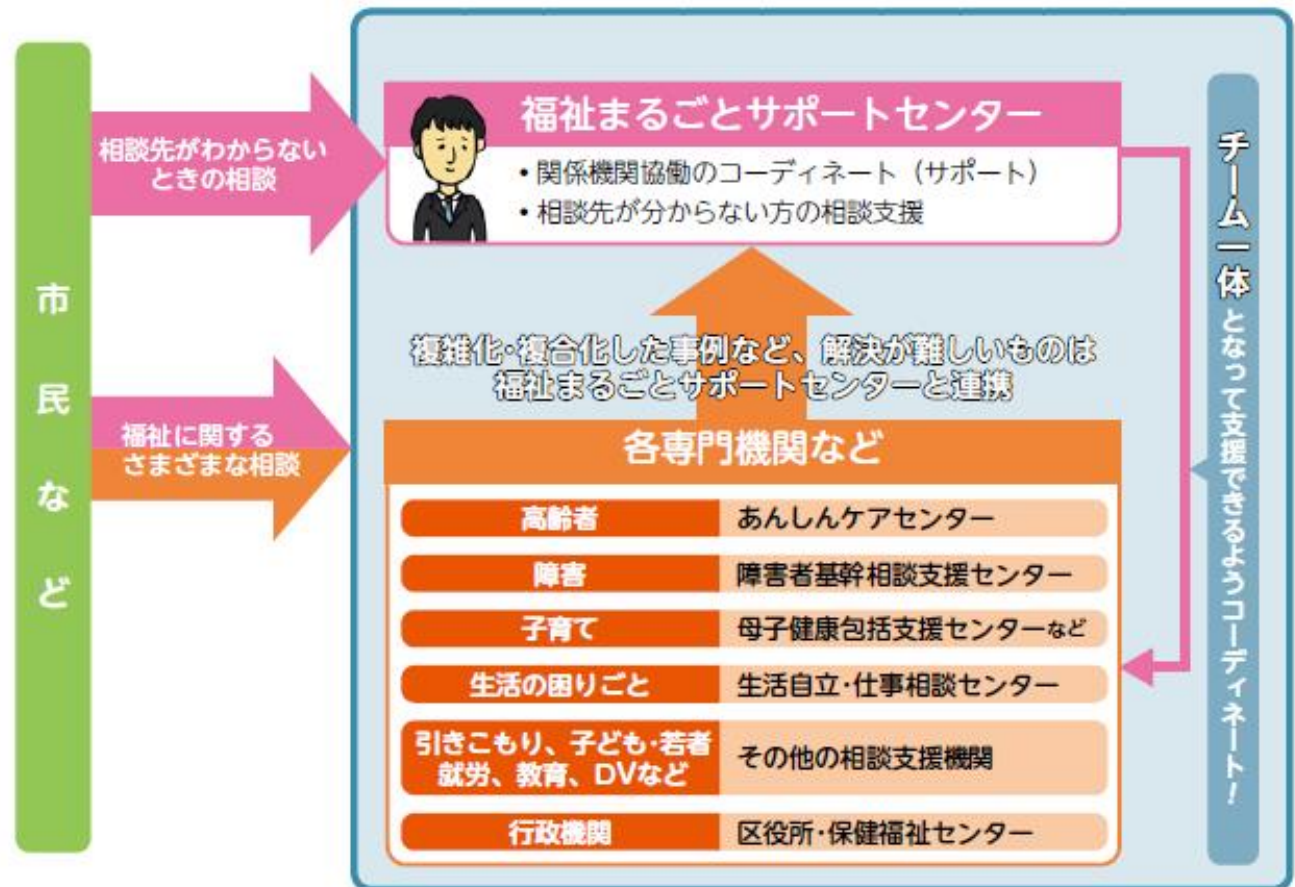 市民など
相談先がわからない
ときの相談
福祉に関する
さまざまな相談
福祉まるごとサポートセンター
・関係機関協働のコーディネート（サポート）
・相談先が分からない方の相談支援
複雑化・複合化した事例など、解決が難しいものは
福祉まるごとサポートセンターと連携
各専門機関など
高齢者 あんしんケアセンター
障害 障害者基幹相談支援センター
子育て 母子健康包括支援センターなど
生活の困りごと 生活自立・仕事相談センター
引きこもり、子ども・若者
就労、教育、DVなど
その他の相談支援機関
行政機関 区役所・保健福祉センター
チーム一体となって支援できるようコーディネート！